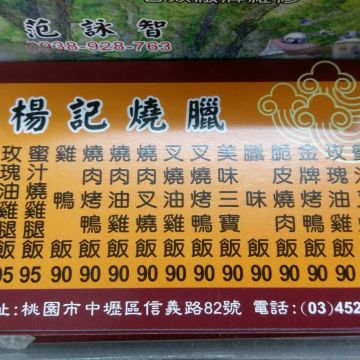 范詠智
0938-928-763
楊記燒臘
玫瑰油雞飯 90
金牌烤鴨飯 90
脆皮燒肉飯 90
臘味飯 90
美味三寶飯 90
叉燒烤鴨飯 90
叉燒油雞飯 90
燒肉叉燒飯 90
燒肉油雞飯 90
燒肉烤鴨飯 90
雞鴨飯 90
蜜汁燒雞腿飯 95
玫瑰油雞腿飯 95
址:桃園市中壢區信義路82號 電話:(03)452